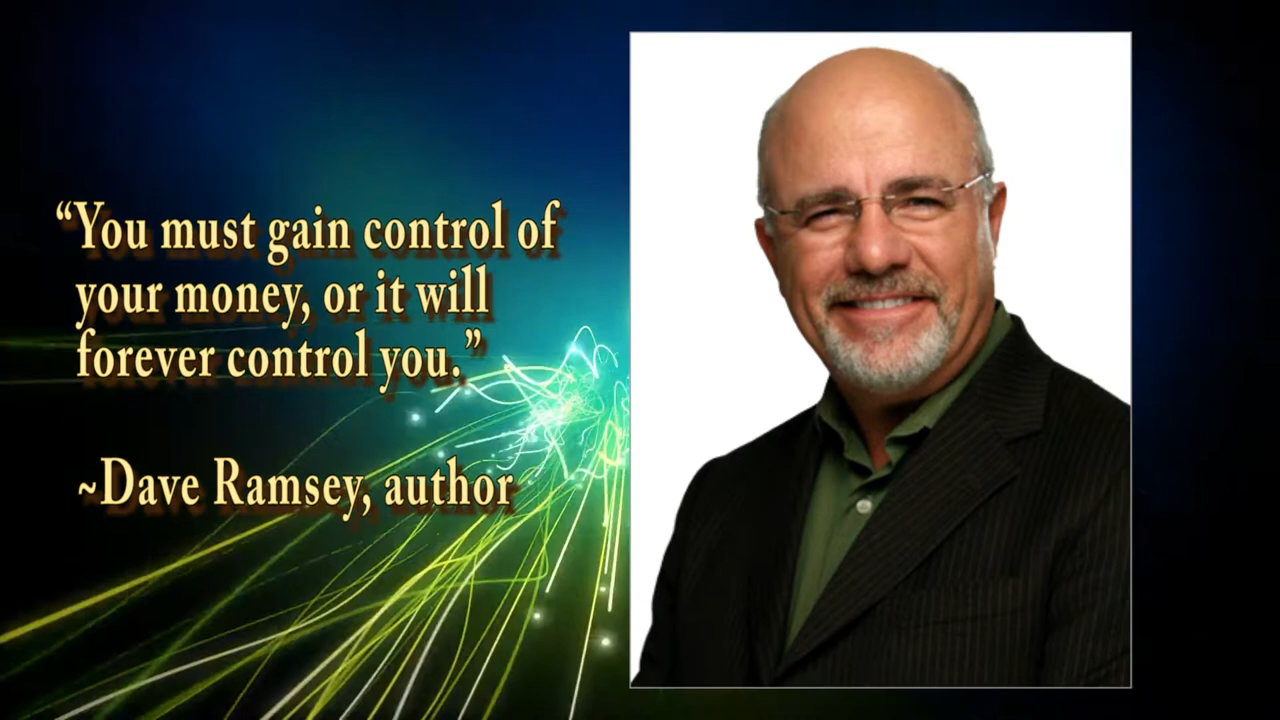 “You must gain control of
your money, or it will
forever control you.”
~Dave Ramsey, author